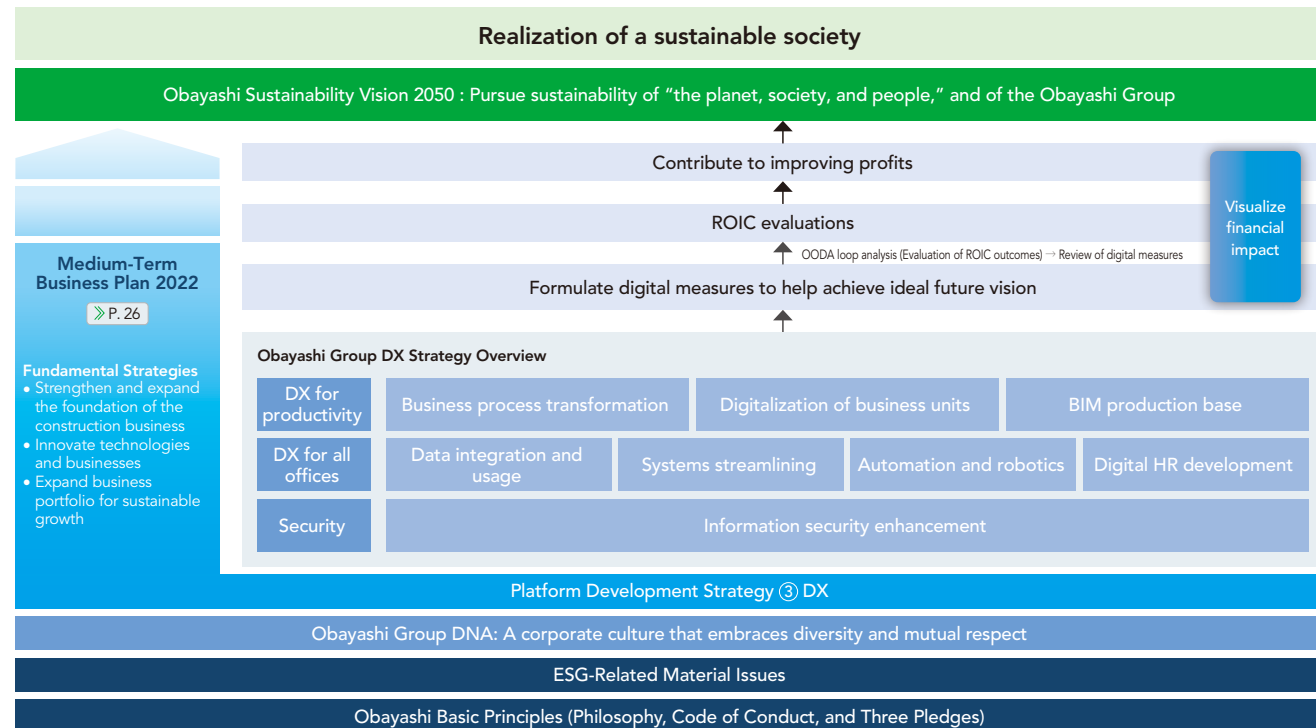 Realization of a sustainable society
Obayashi Sustainability Vision 2050 : Pursue sustainability of “the planet, society, and people,” and of the Obayashi Group
Contribute to improving profits
ROIC evaluations
OODA loop analysis (Evaluation of ROIC outcomes) → Review of digital measures
Formulate digital measures to help achieve ideal future vision
Visualize
financial
impact
Medium-Term
Business Plan 2022
P. 26
Fundamental Strategies
• Strengthen and expand
the foundation of the
construction business
• Innovate technologies
and businesses
• Expand business
portfolio for sustainable
growth
Obayashi Group DX Strategy Overview
DX for
productivity
Business process transformation
Digitalization of business units
BIM production base
DX for all
offices
Data integration and
usage
Systems streamlining
Automation and robotics
Digital HR development
Security
Information security enhancement
Platform Development Strategy ③ DX
Obayashi Group DNA: A corporate culture that embraces diversity and mutual respect
ESG-Related Material Issues
Obayashi Basic Principles (Philosophy, Code of Conduct, and Three Pledges)